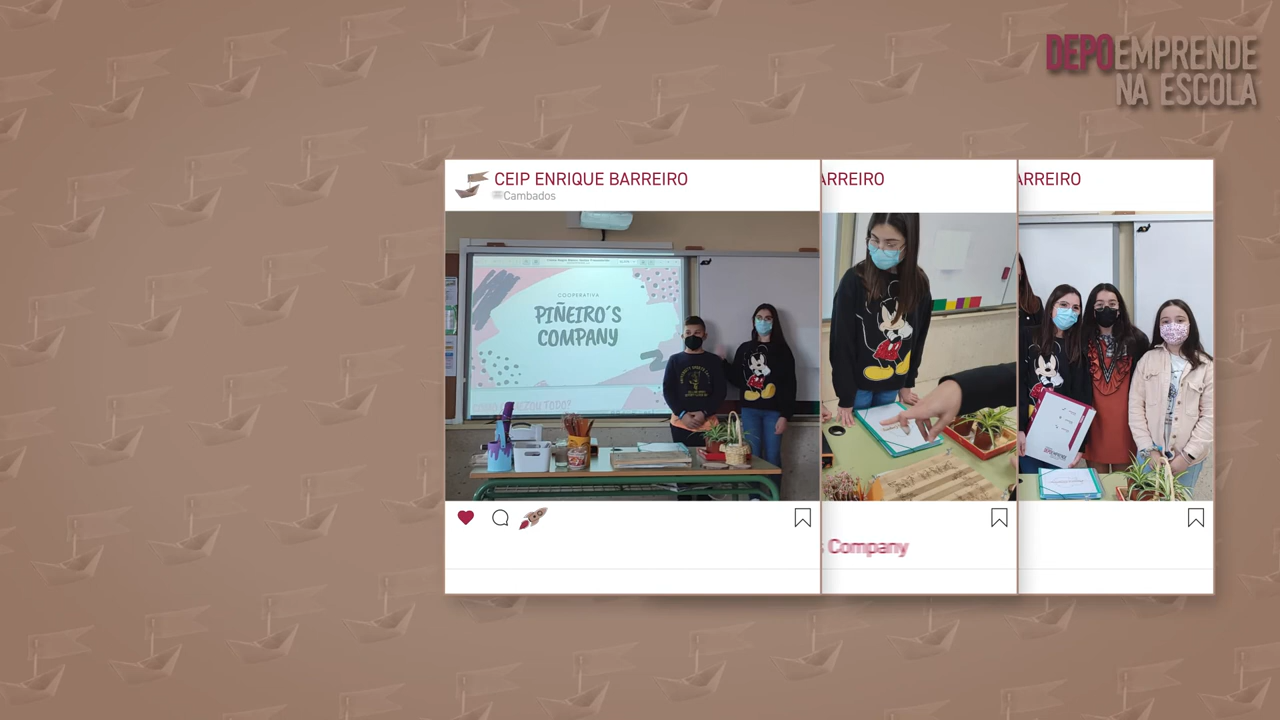 DEPOEMPRENDE
NA ESCOLA
CEIP ENRIQUE BARREIRO
Cambados
ARREIRO
ARREIRO
COOPERATIVA
PIÑEIRO´S
COMPANY
Company